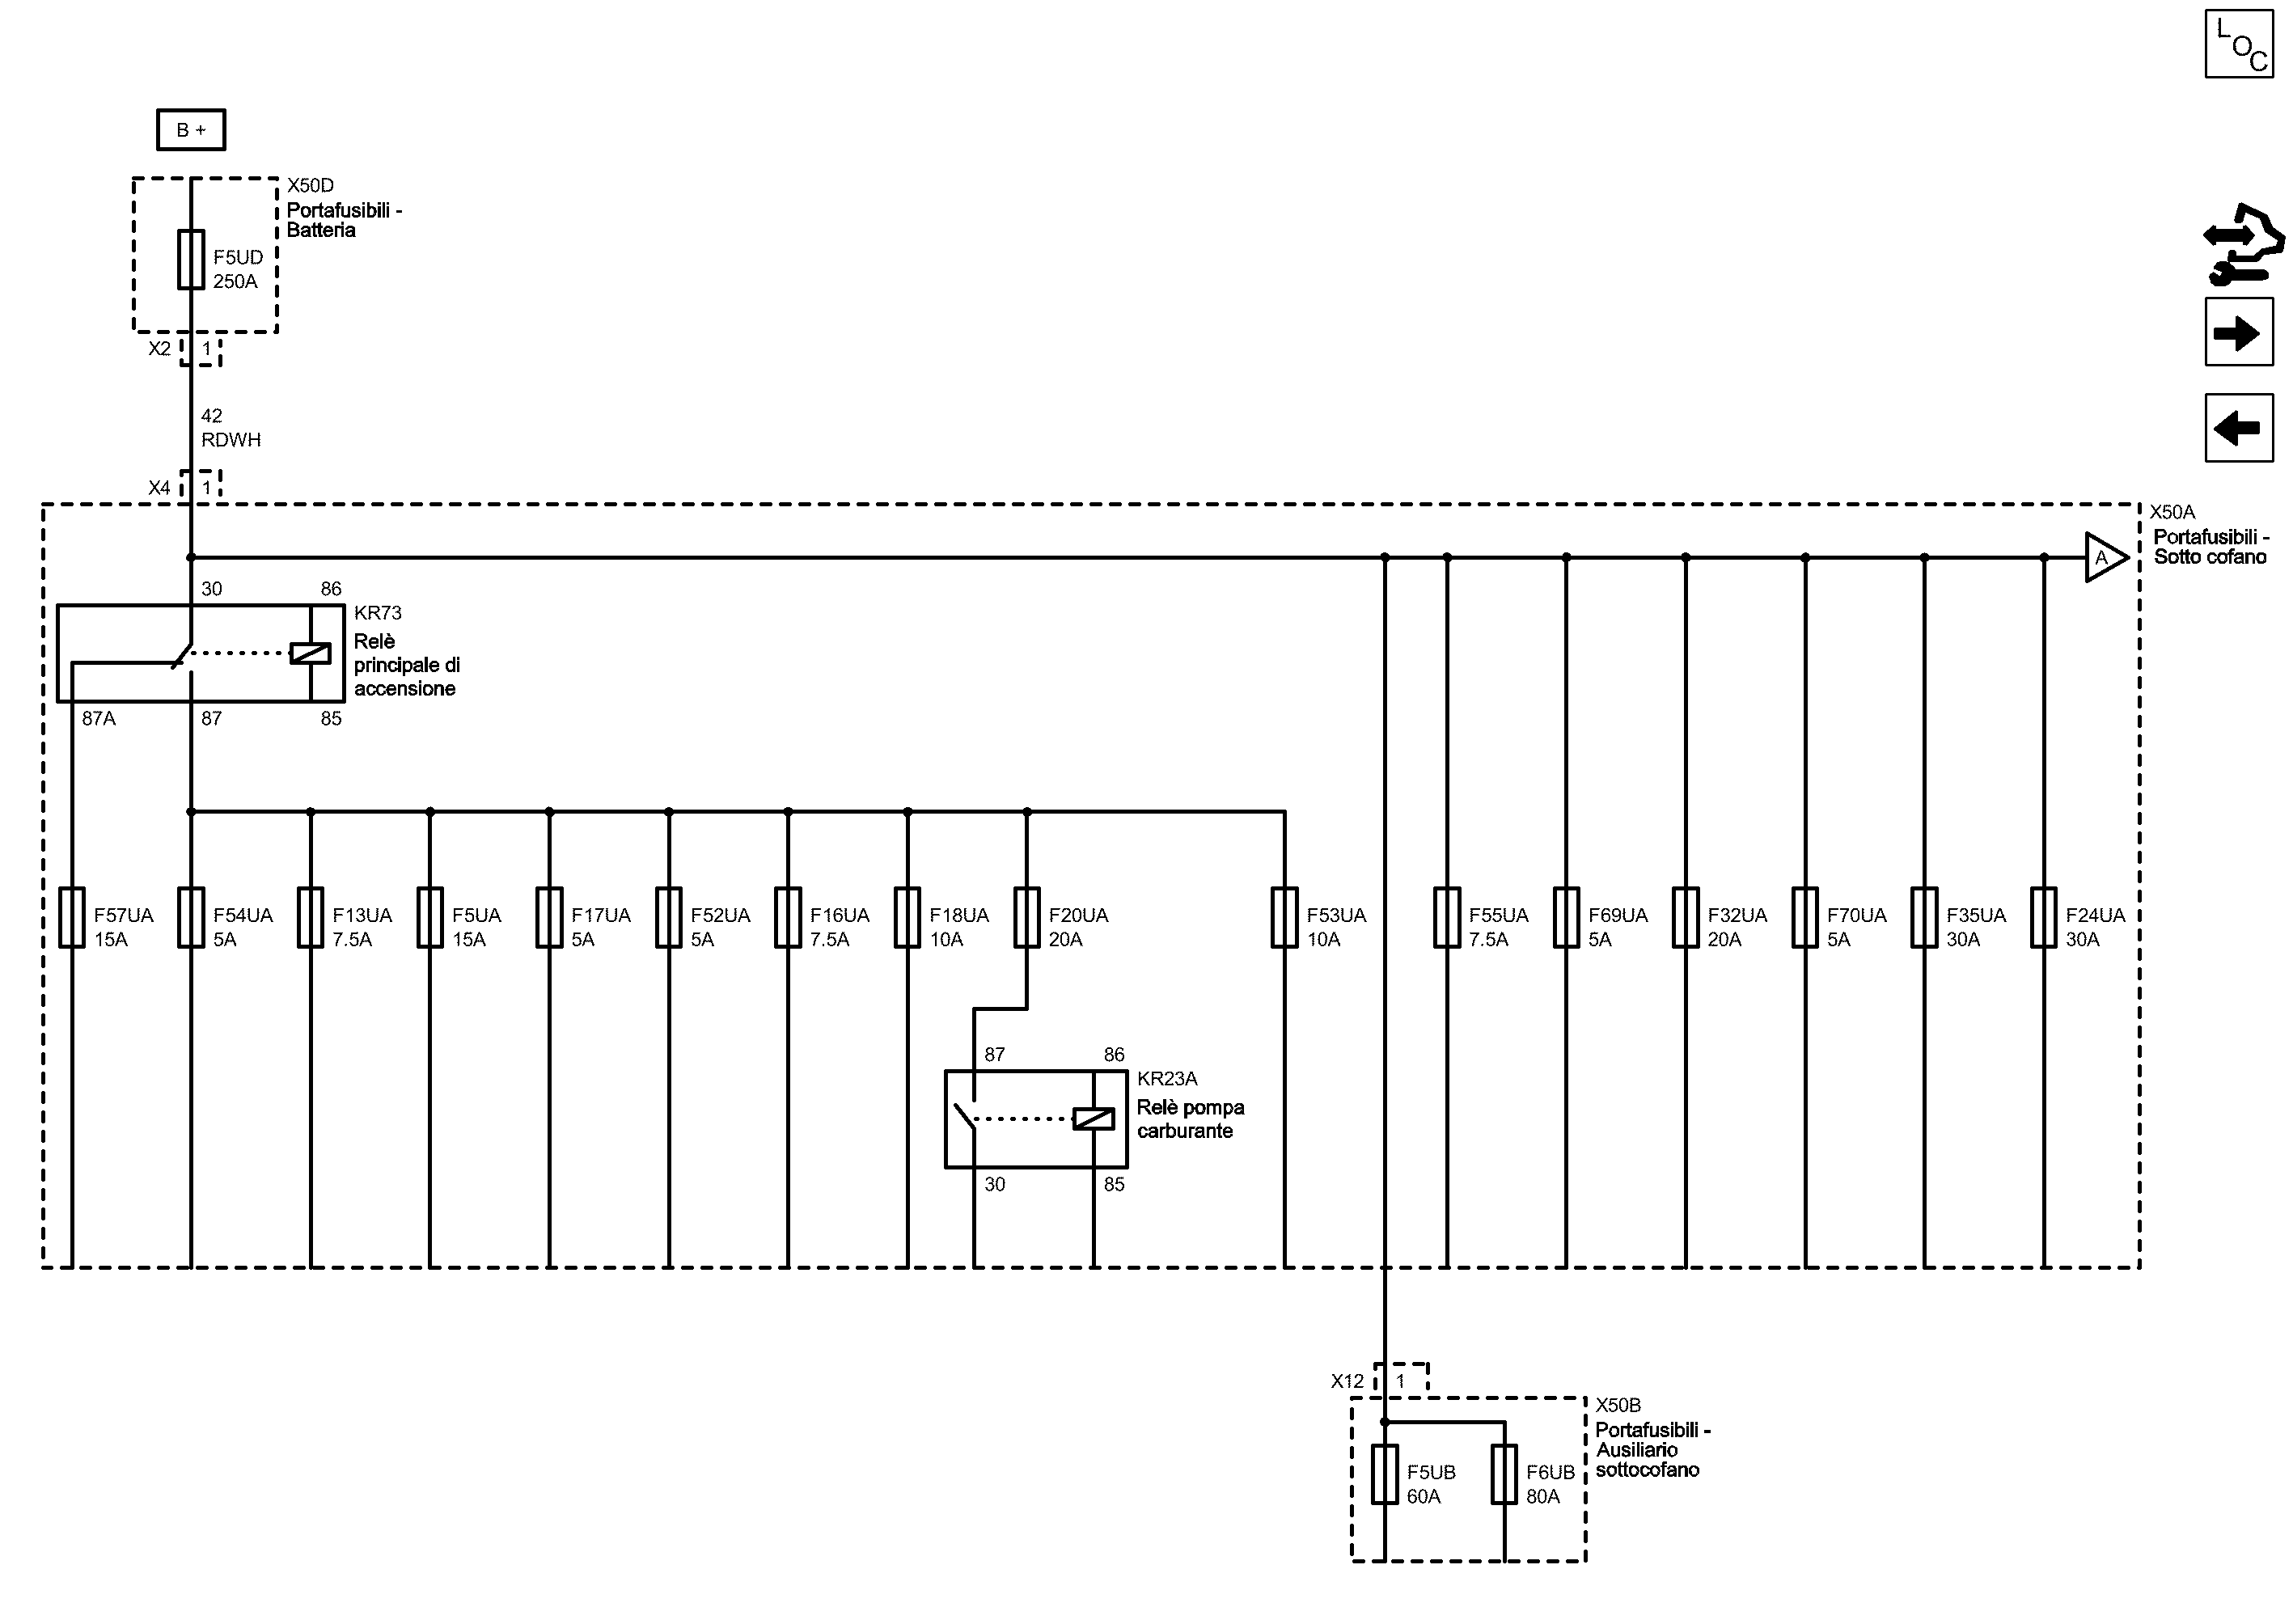 L
O
C
B +
X50D
Portafusibili -
Batteria
F5UD
250A
X2
1
42
RDWH
X4
1
X50A
Portafusibili -
Sotto cofano
A
30
86
KR73
Relè
principale di
accensione
87A
87
85
F57UA
15A
F54UA
5A
F13UA
7.5A
F5UA
15A
F17UA
5A
F52UA
5A
F16UA
7.5A
F18UA
10A
F20UA
20A
F53UA
10A
F55UA
7.5A
F69UA
5A
F32UA
20A
F70UA
5A
F35UA
30A
F24UA
30A
87
86
KR23A
Relè pompa
carburante
30
85
X12
1
X50B
Portafusibili -
Ausiliario
sottocofano
F5UB
60A
F6UB
80A